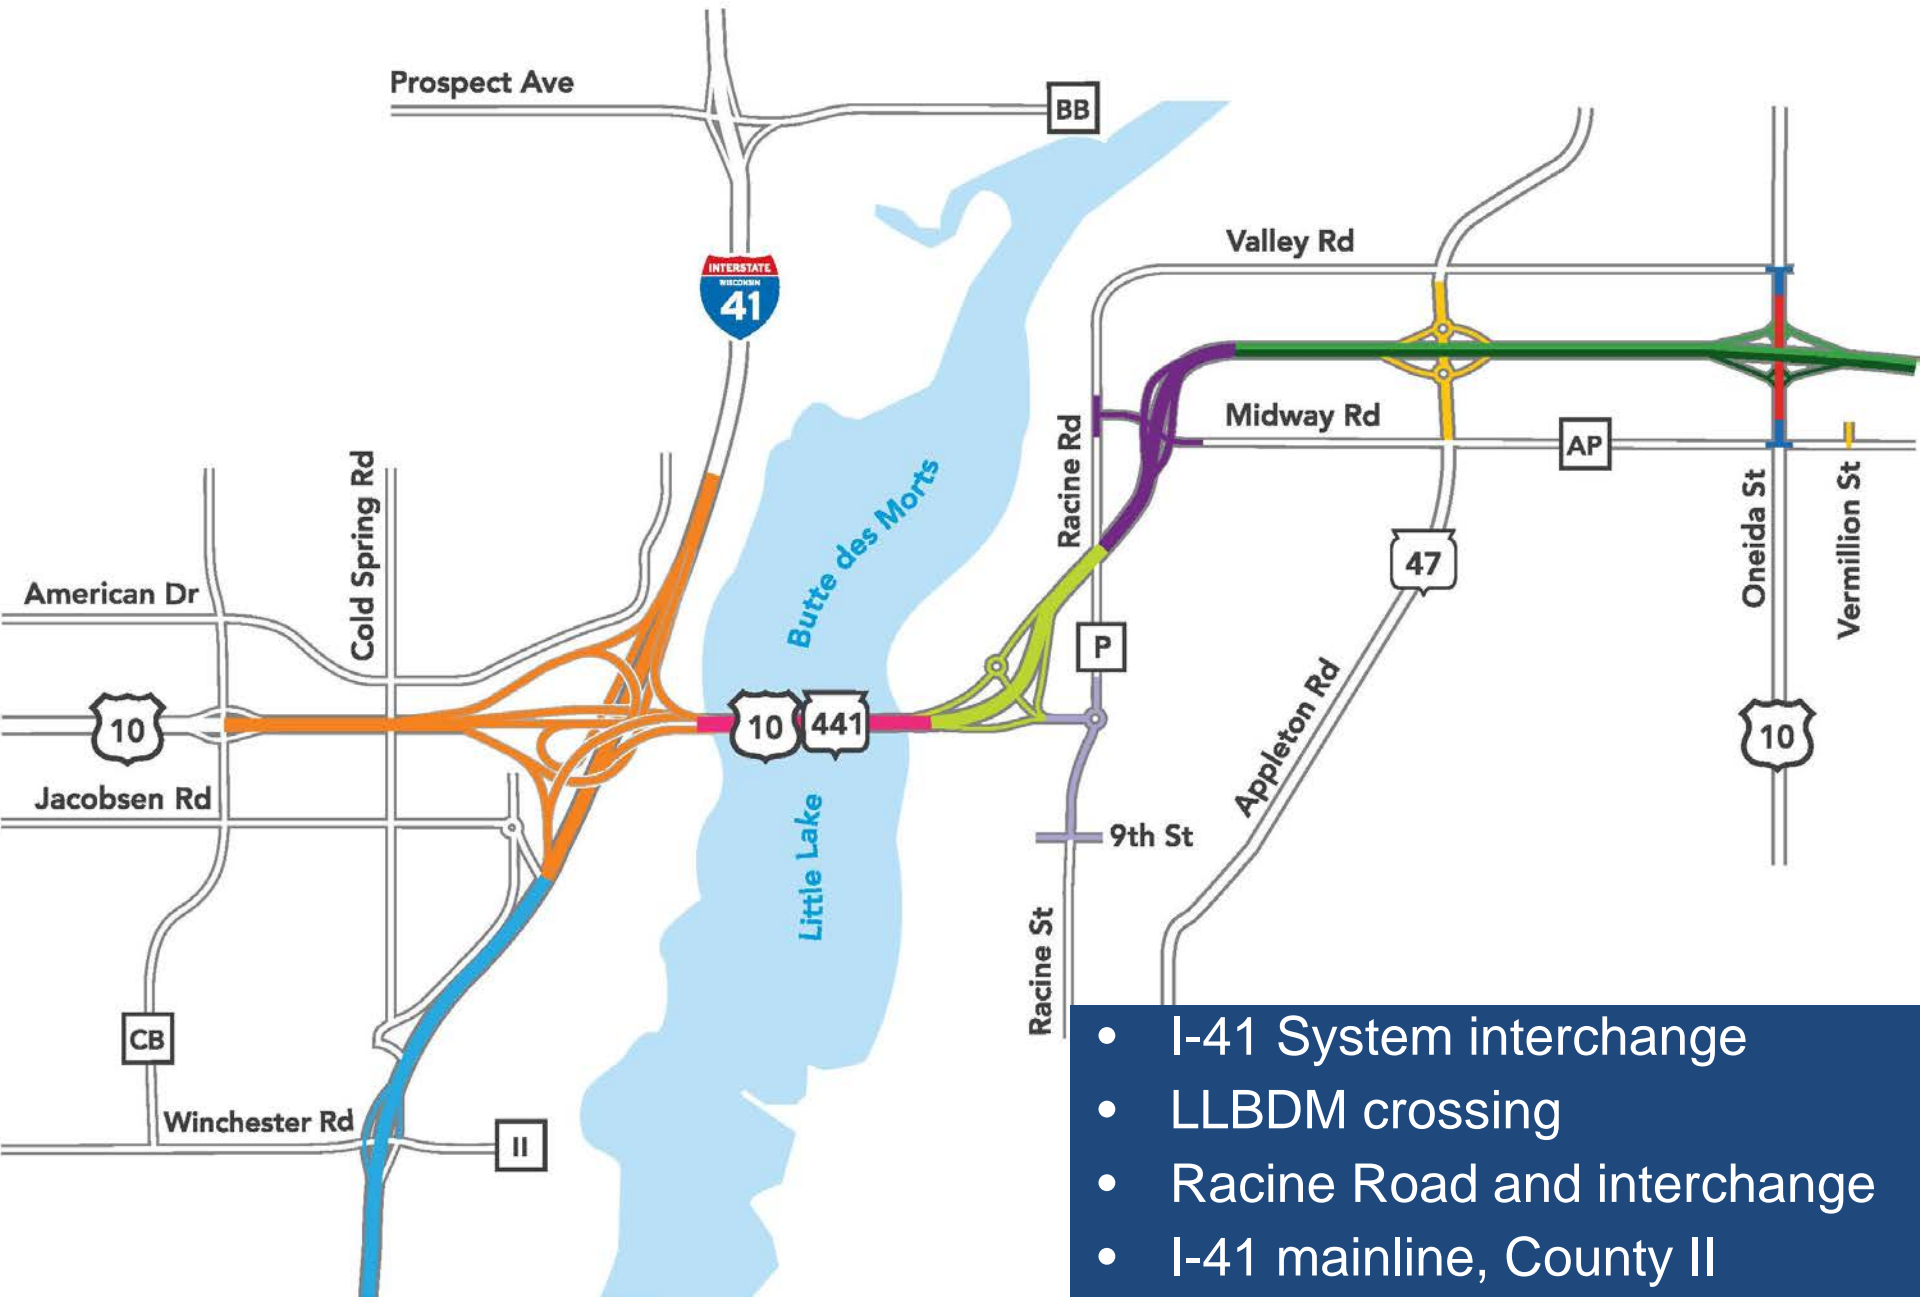 Prospect Ave
BB
Valley Rd
INTERSTATE
WISCONSIN
41
Racine Rd
Midway Rd
AP
Cold Spring Rd
Butte des Morts
Oneida St
Vermillion St
47
American Dr
P
Appleton Rd
10
10
441
10
Jacobsen Rd
Little Lake
9th St
Racine St
CB
Winchester Rd
II
• I-41 System interchange
• LLBDM crossing
• Racine Road and interchange
• I-41 mainline, County II